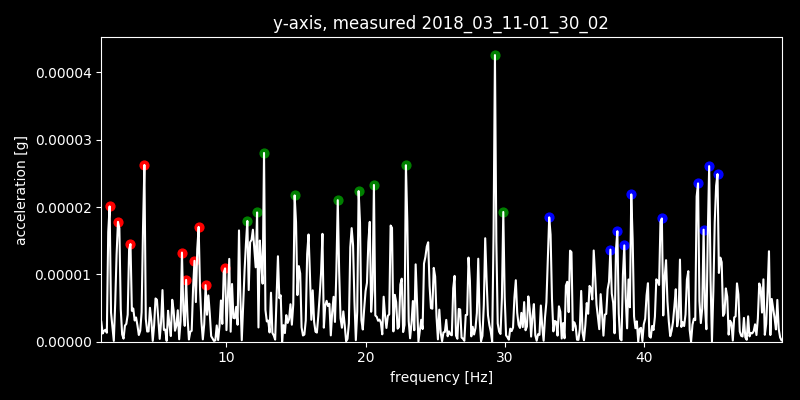 y-axis, measured 2018_03_11-01_30_02
0.00004
0.00003
0.00002
0.00001
0.00000
acceleration [g]
10 20 30 40
frequency [Hz]